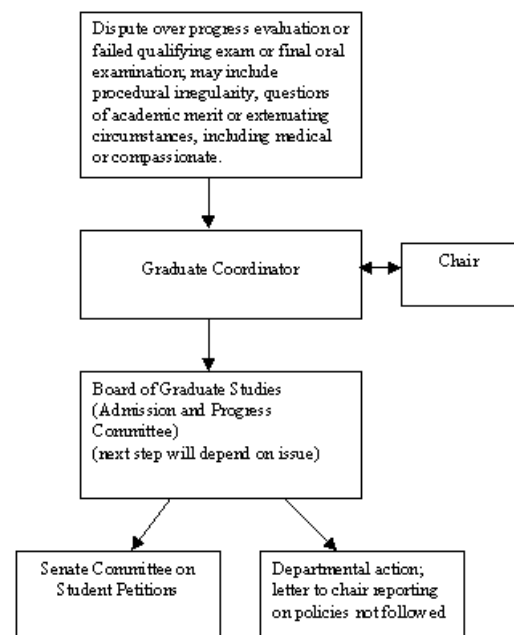 Dispute over progress evaluation or
failed qualifying exam or final oral
examination; may include
procedural irregularity, questions
of academic merit or extenuating
circumstances, including medical
or compassionate.
Graduate Coordinator
Chair
Board of Graduate Studies
(Admission and Progress
Committee)
(next step will depend on issue)
Senate Committee on
Student Petitions
Departmental action;
letter to chair reporting
on policies not followed